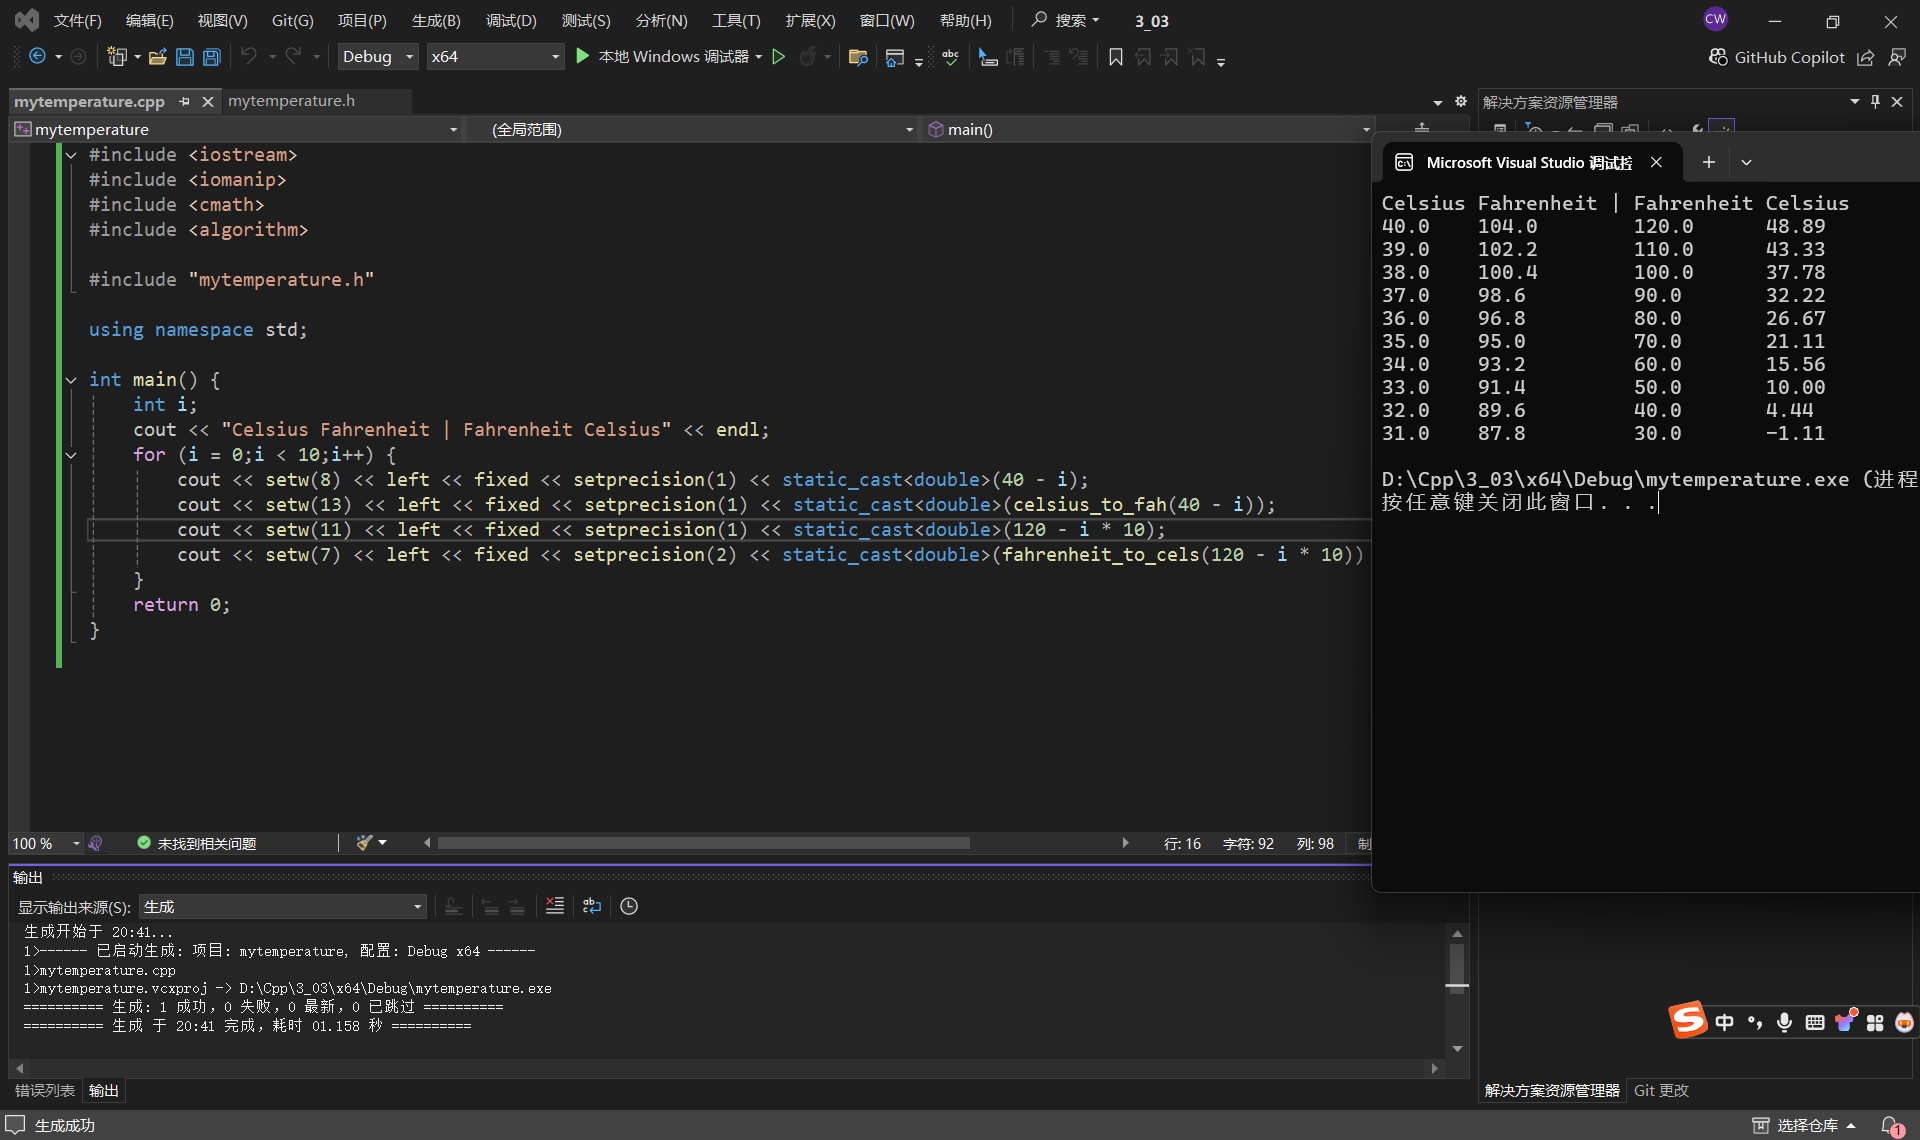 文件(F) 编辑(E) 视图(V) Git(G) 项目(P) 生成(B) 调试(D) 测试(S) 分析(N) 工具(T) 扩展(X) 窗口(W) 帮助(H) 搜索 3_03 CW
Debug x64 本地 Windows 调试器 abc GitHub Copilot
mytemperature.cpp mytemperature.h 解决方案资源管理器
mytemperature (全局范围) main()
#include <iostream>
#include <iomanip>
#include <cmath>
#include <algorithm>
#include "mytemperature.h"
using namespace std;
int main() {
int i;
cout << "Celsius Fahrenheit | Fahrenheit Celsius" << endl;
for (i = 0;i < 10;i++) {
cout << setw(8) << left << fixed << setprecision(1) << static_cast<double>(40 - i);
cout << setw(13) << left << fixed << setprecision(1) << static_cast<double>(celsius_to_fah(40 - i));
cout << setw(11) << left << fixed << setprecision(1) << static_cast<double>(120 - i * 10);
cout << setw(7) << left << fixed << setprecision(2) << static_cast<double>(fahrenheit_to_cels(120 - i * 10))
}
return 0;
}
Microsoft Visual Studio 调试控
Celsius Fahrenheit | Fahrenheit Celsius
40.0 104.0 120.0 48.89
39.0 102.2 110.0 43.33
38.0 100.4 100.0 37.78
37.0 98.6 90.0 32.22
36.0 96.8 80.0 26.67
35.0 95.0 70.0 21.11
34.0 93.2 60.0 15.56
33.0 91.4 50.0 10.00
32.0 89.6 40.0 4.44
31.0 87.8 30.0 -1.11
D:\Cpp\3_03\x64\Debug\mytemperature.exe (进程
按任意键关闭此窗口. . .
100 % 未找到相关问题 行: 16 字符: 92 列: 98 制
输出
显示输出来源(S): 生成
生成开始于 20:41...
1>------ 已启动生成: 项目: mytemperature, 配置: Debug x64 ------
1>mytemperature.cpp
1>mytemperature.vcxproj -> D:\Cpp\3_03\x64\Debug\mytemperature.exe
========== 生成: 1 成功，0 失败，0 最新，0 已跳过 ==========
========== 生成 于 20:41 完成，耗时 01.158 秒 ==========
错误列表 输出
中
解决方案资源管理器 Git 更改
生成成功 选择仓库 1